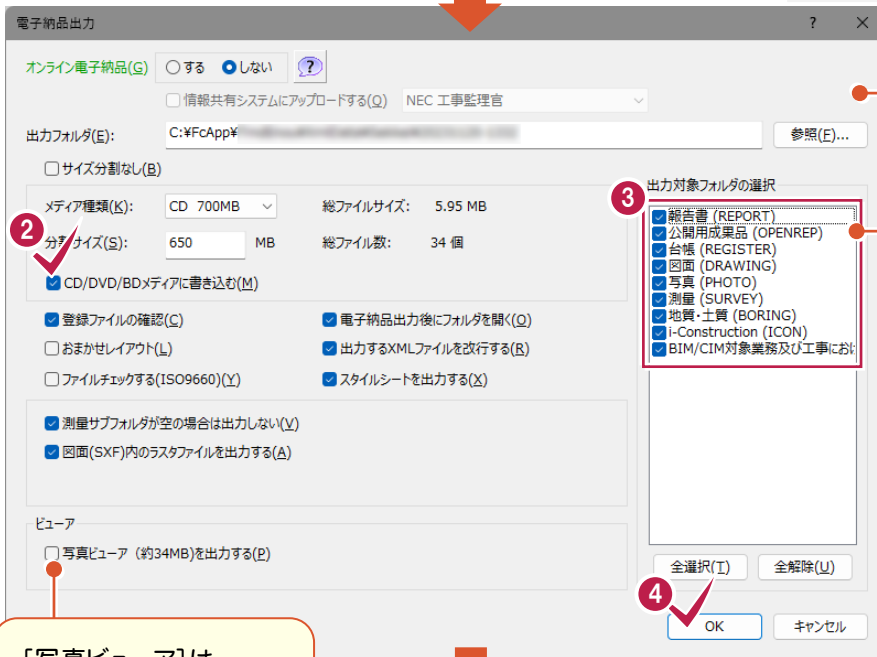 電子納品出力
? ×
オンライン電子納品(G) する しない ?
情報共有システムにアップロードする(Q) NEC 工事監理官
出力フォルダ(E): C:¥FcApp¥ 参照(F)...
サイズ分割なし(B)
メディア種類(K): CD 700MB 総ファイルサイズ: 5.95 MB
2
分割サイズ(S): 650 MB 総ファイル数: 34 個
CD/DVD/BDメディアに書き込む(M)
登録ファイルの確認(C) 電子納品出力後にフォルダを開く(O)
おまかせレイアウト(L) 出力するXMLファイルを改行する(R)
ファイルチェックする(ISO9660)(Y) スタイルシートを出力する(X)
測量サブフォルダが空の場合は出力しない(V)
図面(SXF)内のラスタファイルを出力する(A)
ビューア
写真ビューア (約34MB)を出力する(P)
出力対象フォルダの選択
3
報告書 (REPORT)
公開用成果品 (OPENREP)
台帳 (REGISTER)
図面 (DRAWING)
写真 (PHOTO)
測量 (SURVEY)
地質・土質 (BORING)
i-Construction (ICON)
BIM/CIM対象業務及び工事にお
全選択(T) 全解除(U)
4
OK キャンセル
[写真ビューア]は